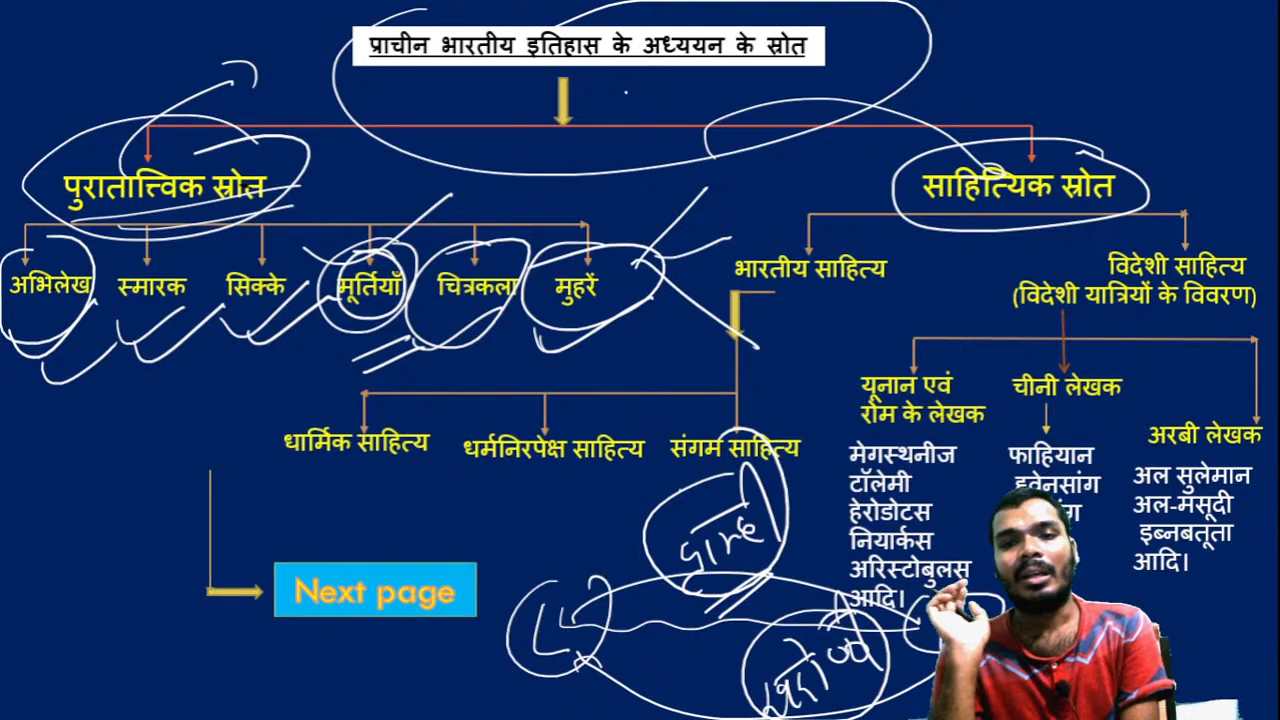 प्राचीन भारतीय इतिहास के अध्ययन के स्रोत
पुरातात्त्विक स्रोत
साहित्यिक स्रोत
अभिलेख
स्मारक
सिक्के
मूर्तियाँ
चित्रकला
मुहरें
भारतीय साहित्य
विदेशी साहित्य
(विदेशी यात्रियों के विवरण)
धार्मिक साहित्य
धर्मनिरपेक्ष साहित्य
संगम साहित्य
यूनान एवं
रोम के लेखक
मेगस्थनीज
टॉलेमी
हेरोडोटस
नियार्कस
अरिस्टोबुलस
आदि।
चीनी लेखक
फाहियान
अरबी लेखक
अल सुलेमान
अल-मसूदी
इब्नबतूता
आदि।
Next page